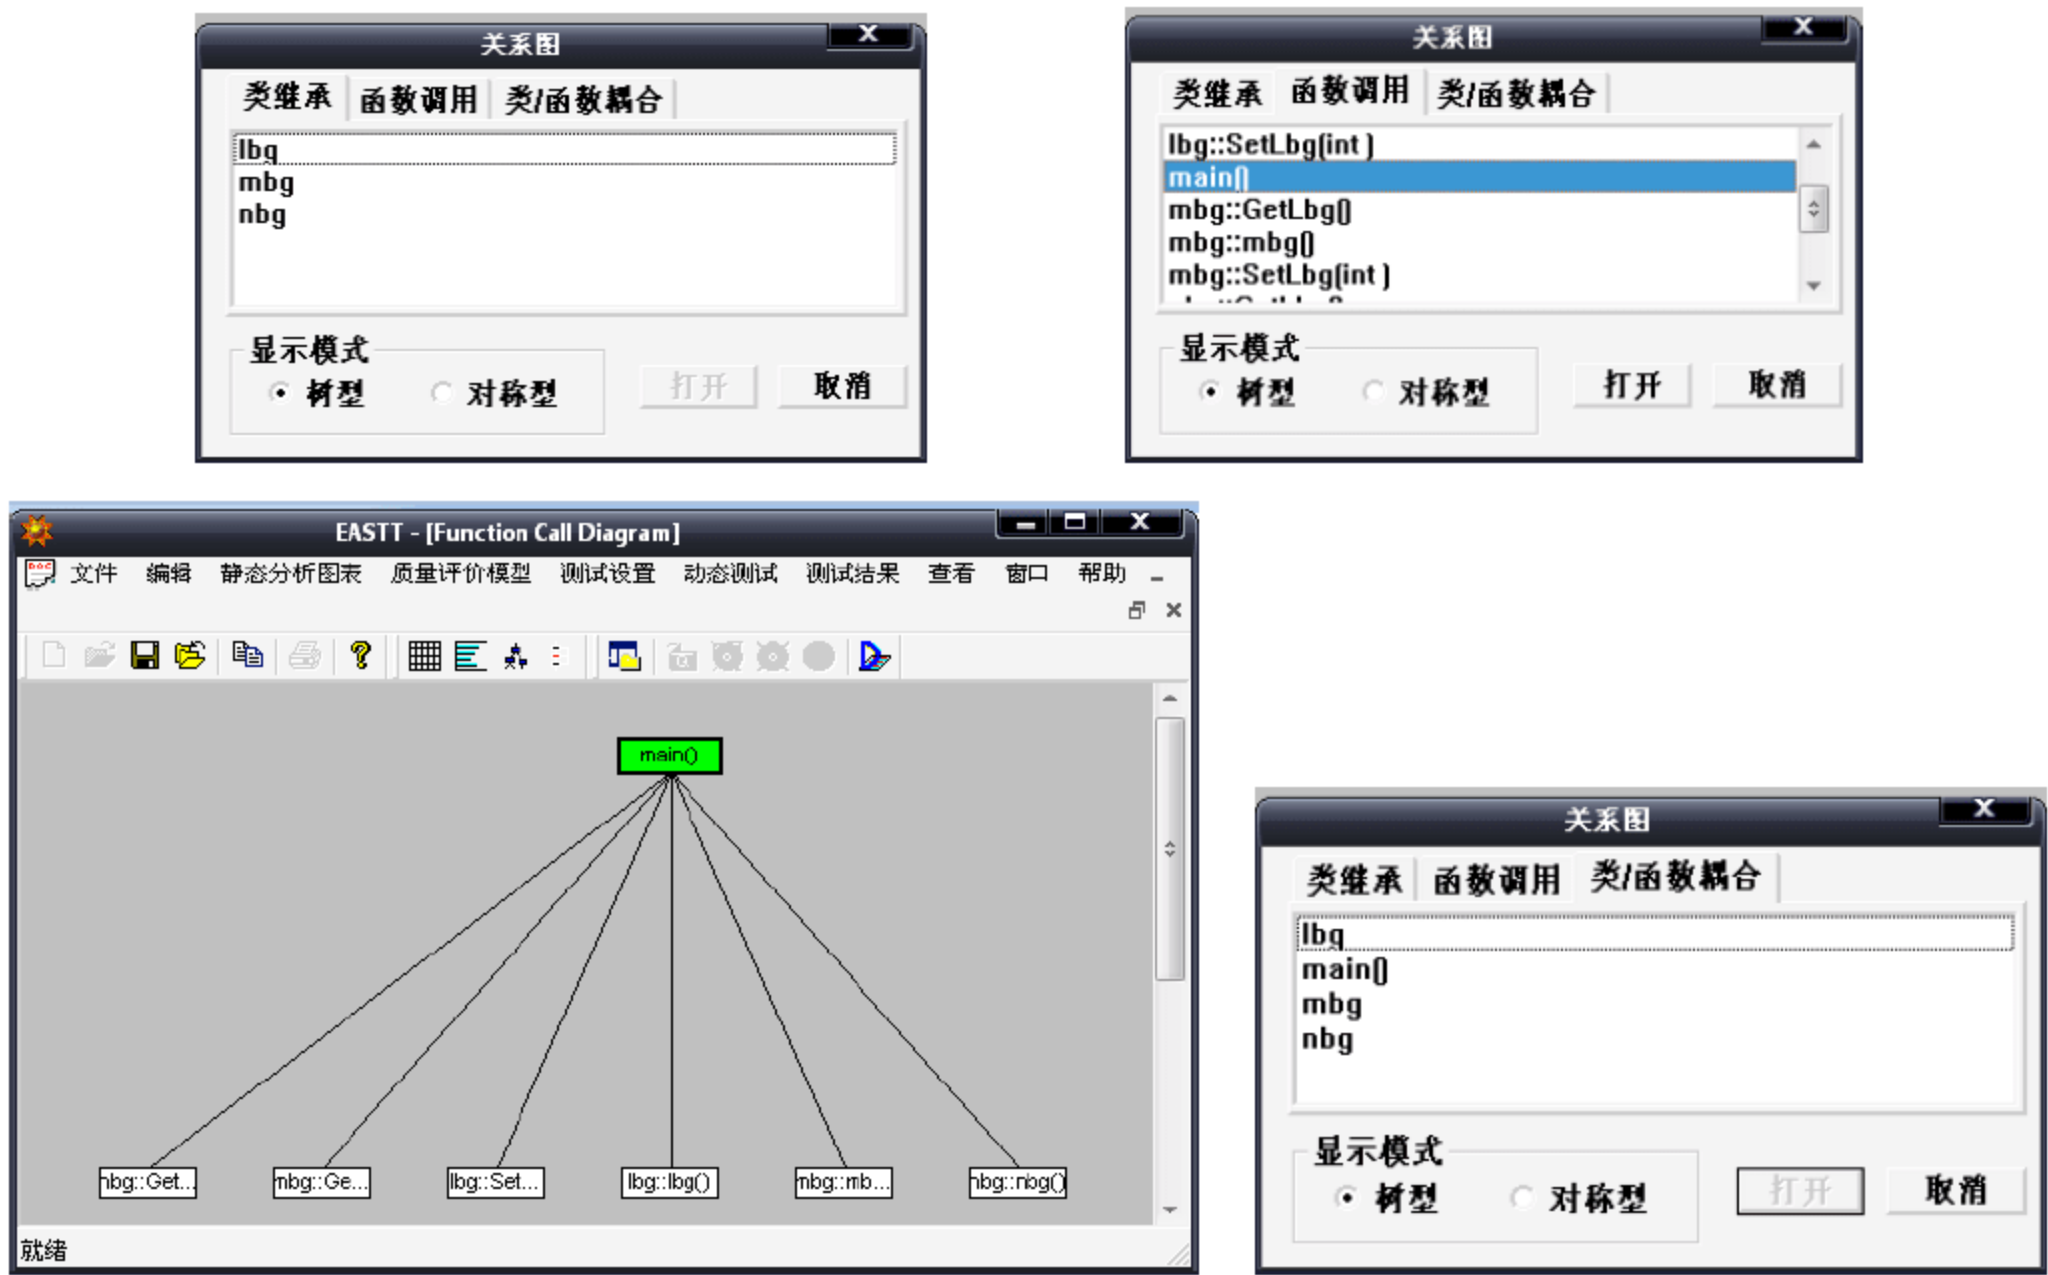 关系图
类继承 函数调用 类/函数耦合
lbg
mbg
nbg
显示模式
树型 对称型 打开 取消
关系图
类继承 函数调用 类/函数耦合
lbg::SetLbg(int )
main()
mbg::GetLbg()
mbg::mbg()
mbg::SetLbg(int )
显示模式
树型 对称型 打开 取消
EASTT - [Function Call Diagram]
文件 编辑 静态分析图表 质量评价模型 测试设置 动态测试 测试结果 查看 窗口 帮助
main()
nbg::Get... mbg::Ge... lbg::Set... lbg::lbg() mbg::mb... nbg::nbg()
就绪
关系图
类继承 函数调用 类/函数耦合
lbg
main()
mbg
nbg
显示模式
树型 对称型 打开 取消